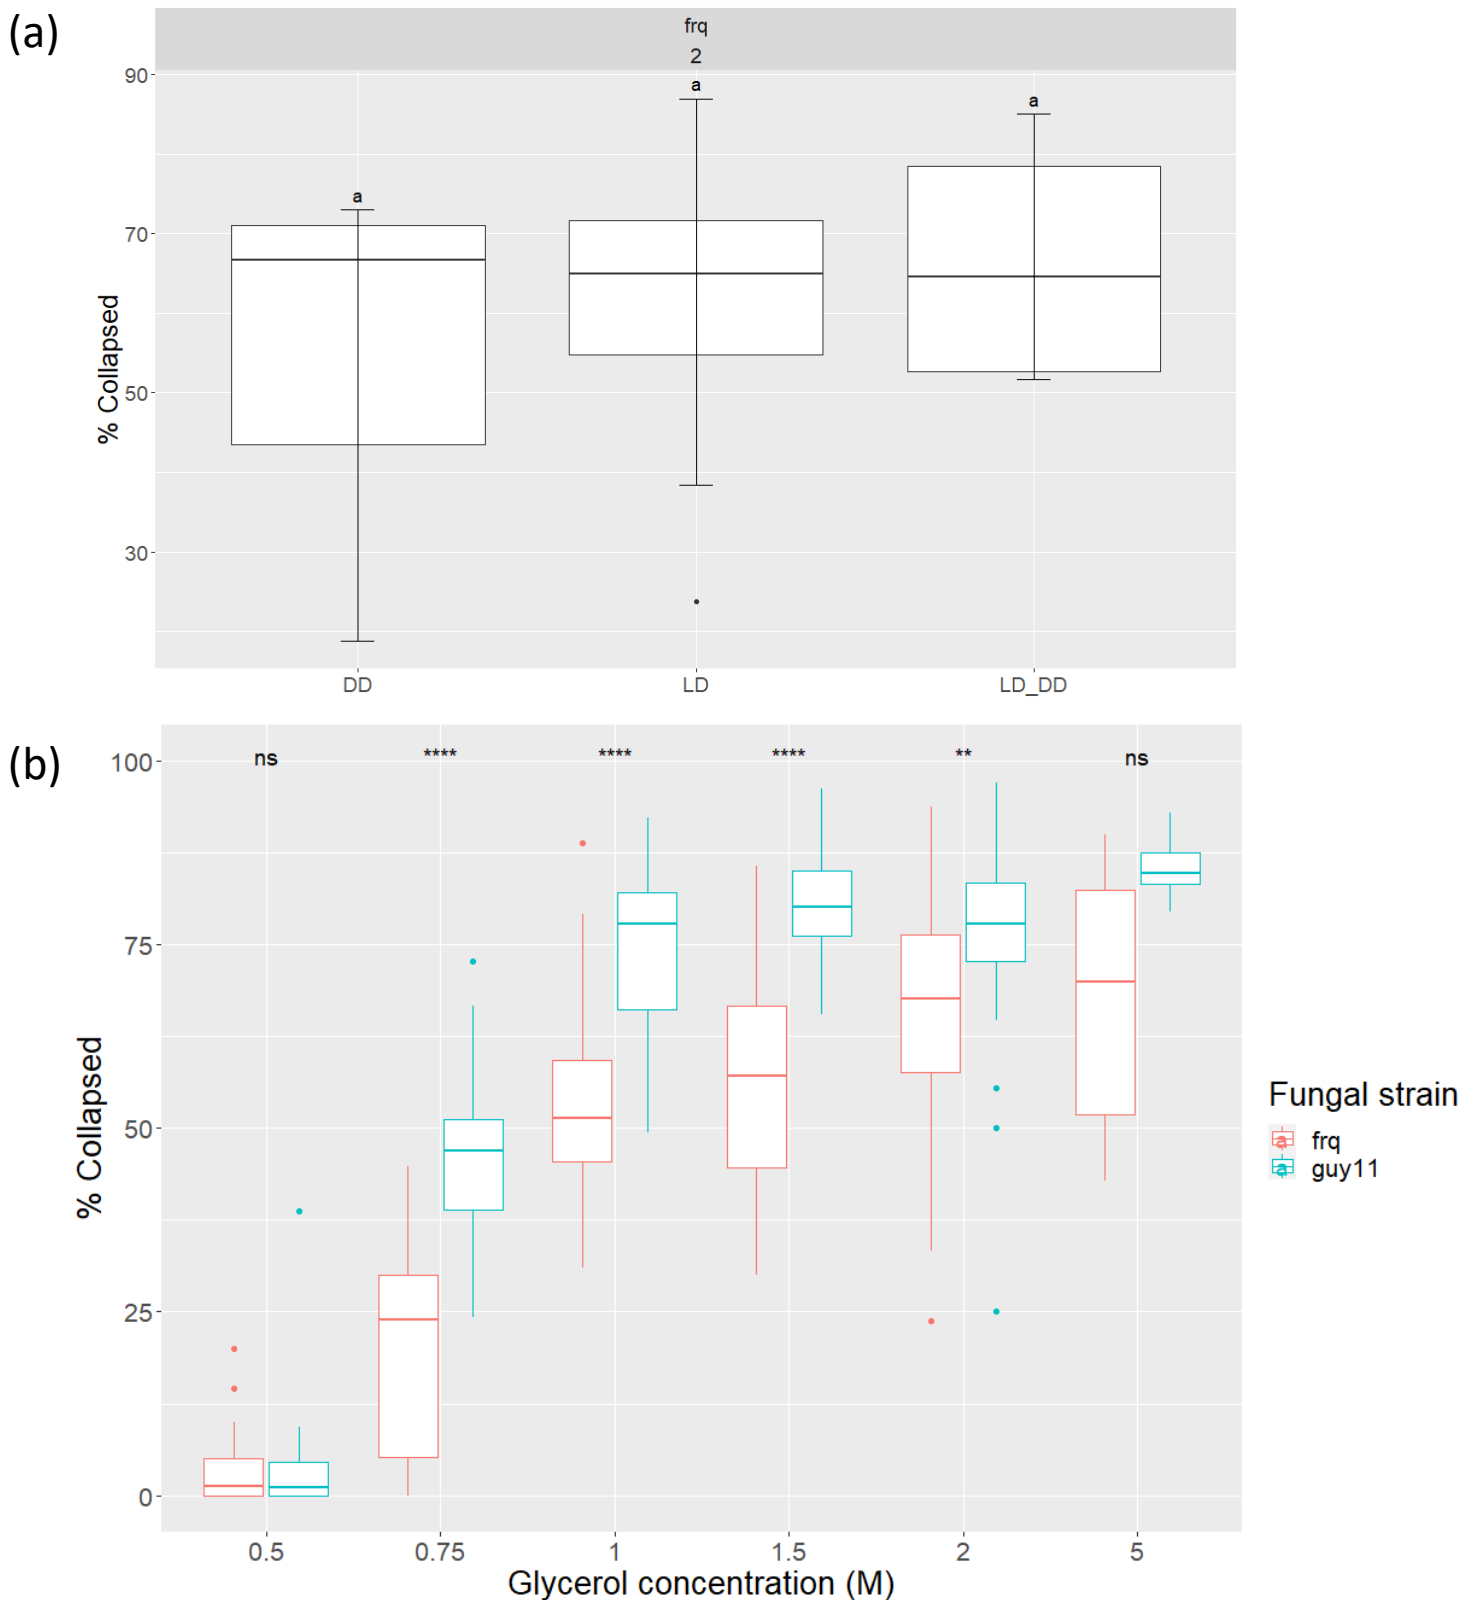 (a)
frq
2
90
70
50
30
% Collapsed
a
a
a
DD
LD
LD_DD
(b)
100
75
50
25
0
% Collapsed
ns
****
****
****
**
ns
0.5
0.75
1
1.5
2
5
Glycerol concentration (M)
Fungal strain
a frq
a guy11